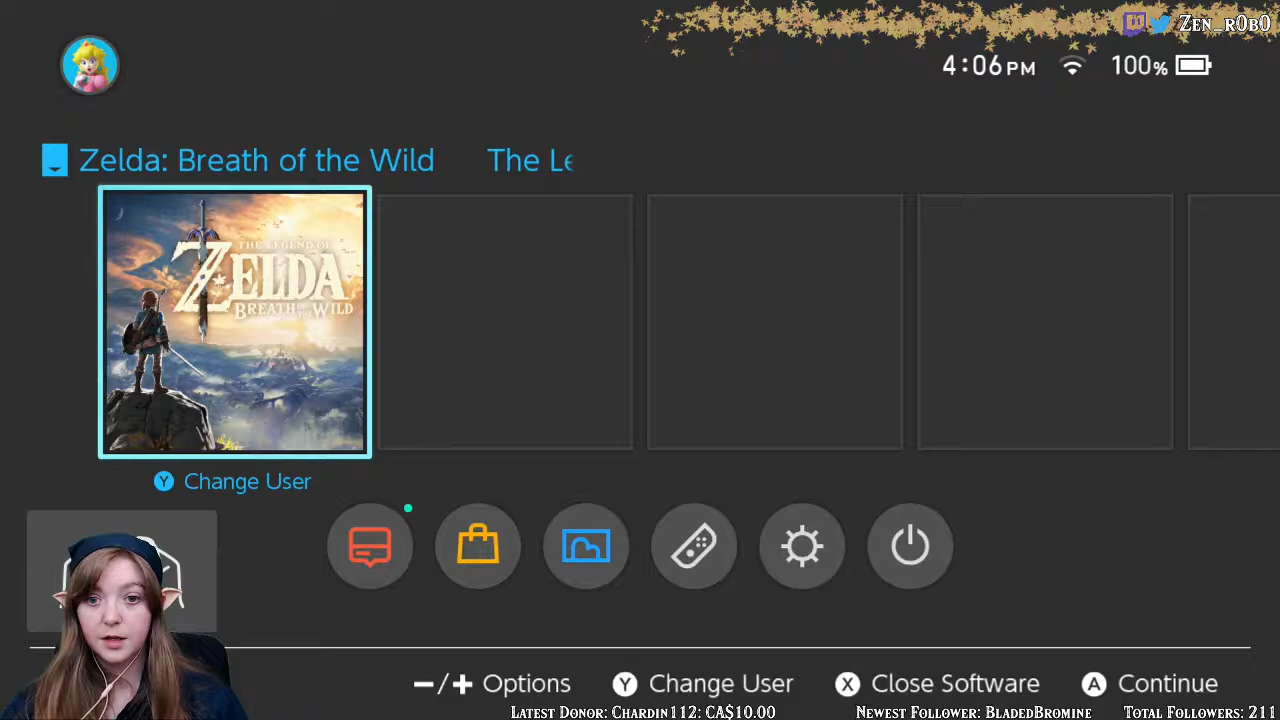 Zen_r0b0
4:06 PM 100%
Zelda: Breath of the Wild The Le
THE LEGEND OF
ZELDA
BREATH OF THE WILD
Y Change User
−/+ Options Y Change User X Close Software A Continue
Latest Donor: Chardin112: CA$10.00 Newest Follower: BladedBromine Total Followers: 211